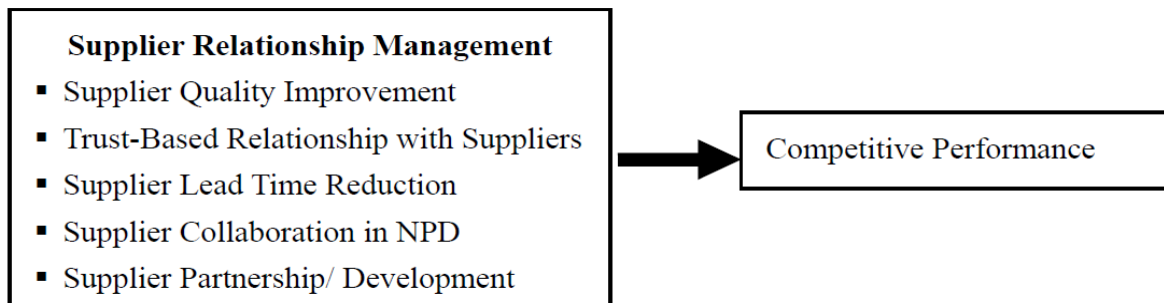 Supplier Relationship Management
▪ Supplier Quality Improvement
▪ Trust-Based Relationship with Suppliers
▪ Supplier Lead Time Reduction
▪ Supplier Collaboration in NPD
▪ Supplier Partnership/ Development
Competitive Performance